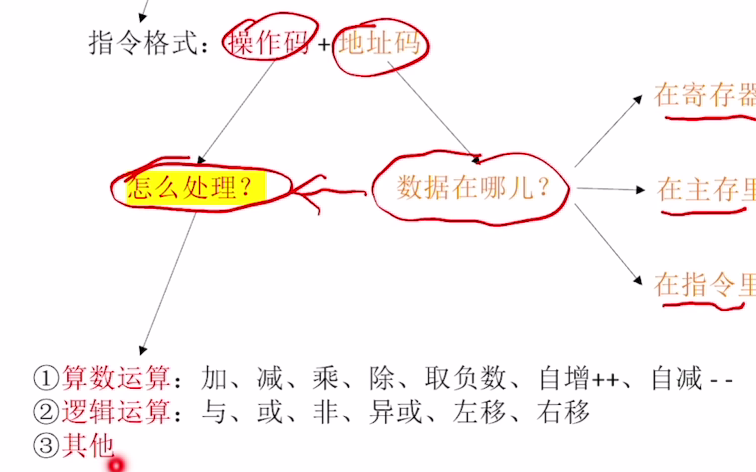 指令格式：操作码+地址码
在寄存器
怎么处理？
数据在哪儿？
在主存里
在指令里
①算数运算：加、减、乘、除、取负数、自增++、自减--
②逻辑运算：与、或、非、异或、左移、右移
③其他